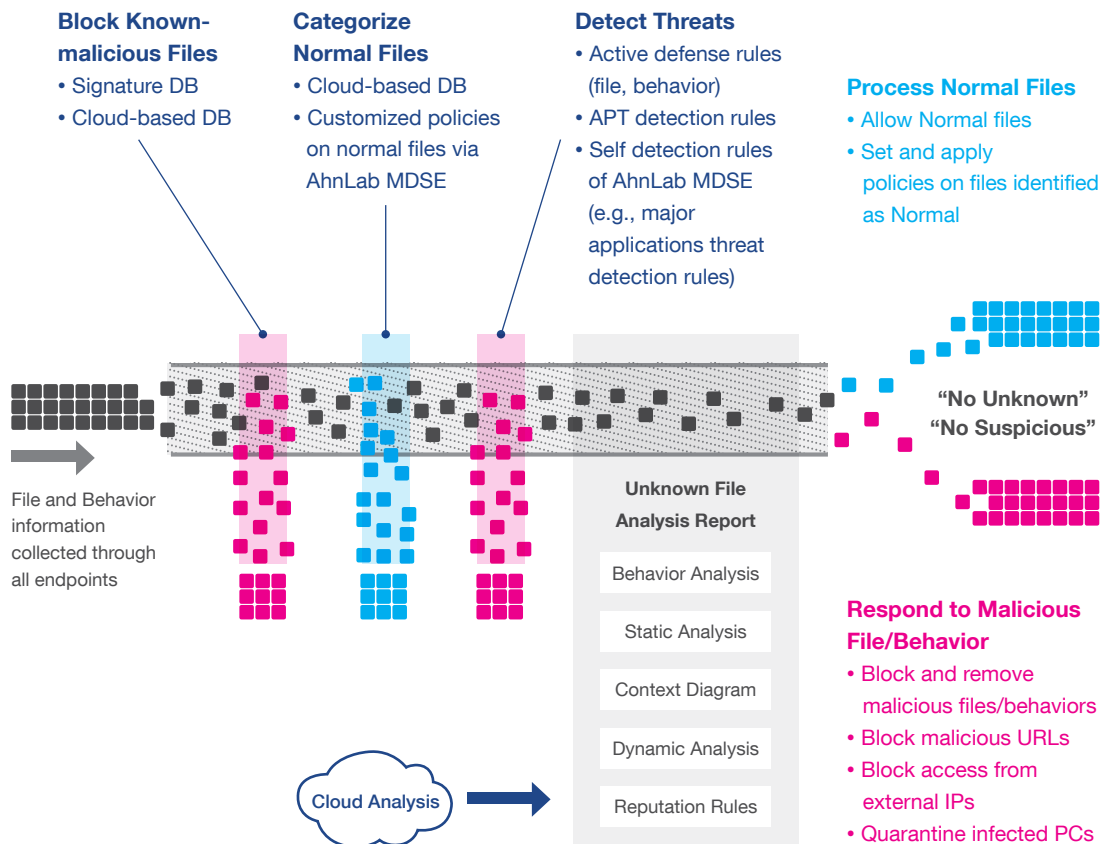 Block Known-
malicious Files
• Signature DB
• Cloud-based DB
Categorize
Normal Files
• Cloud-based DB
• Customized policies
on normal files via
AhnLab MDSE
Detect Threats
• Active defense rules
(file, behavior)
• APT detection rules
• Self detection rules
of AhnLab MDSE
(e.g., major
applications threat
detection rules)
Process Normal Files
• Allow Normal files
• Set and apply
policies on files identified
as Normal
“No Unknown”
“No Suspicious”
File and Behavior
information
collected through
all endpoints
Unknown File
Analysis Report
Behavior Analysis
Static Analysis
Context Diagram
Dynamic Analysis
Reputation Rules
Cloud Analysis
Respond to Malicious
File/Behavior
• Block and remove
malicious files/behaviors
• Block malicious URLs
• Block access from
external IPs
• Quarantine infected PCs